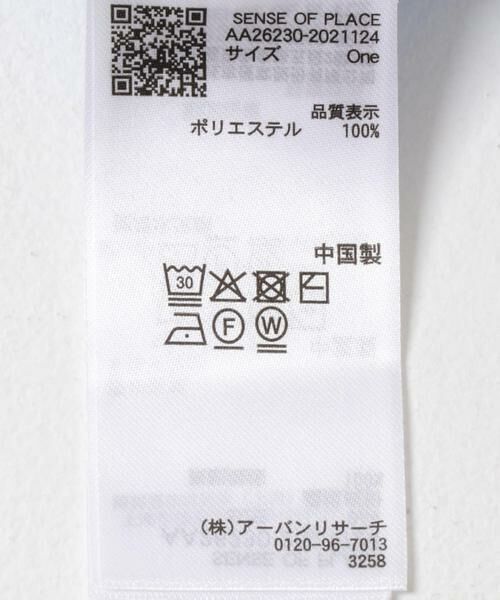 SENSE OF PLACE
AA26230-2021124
サイズ One
品質表示
ポリエステル 100%
中国製
30
F W
(株)アーバンリサーチ
0120-96-7013
3258